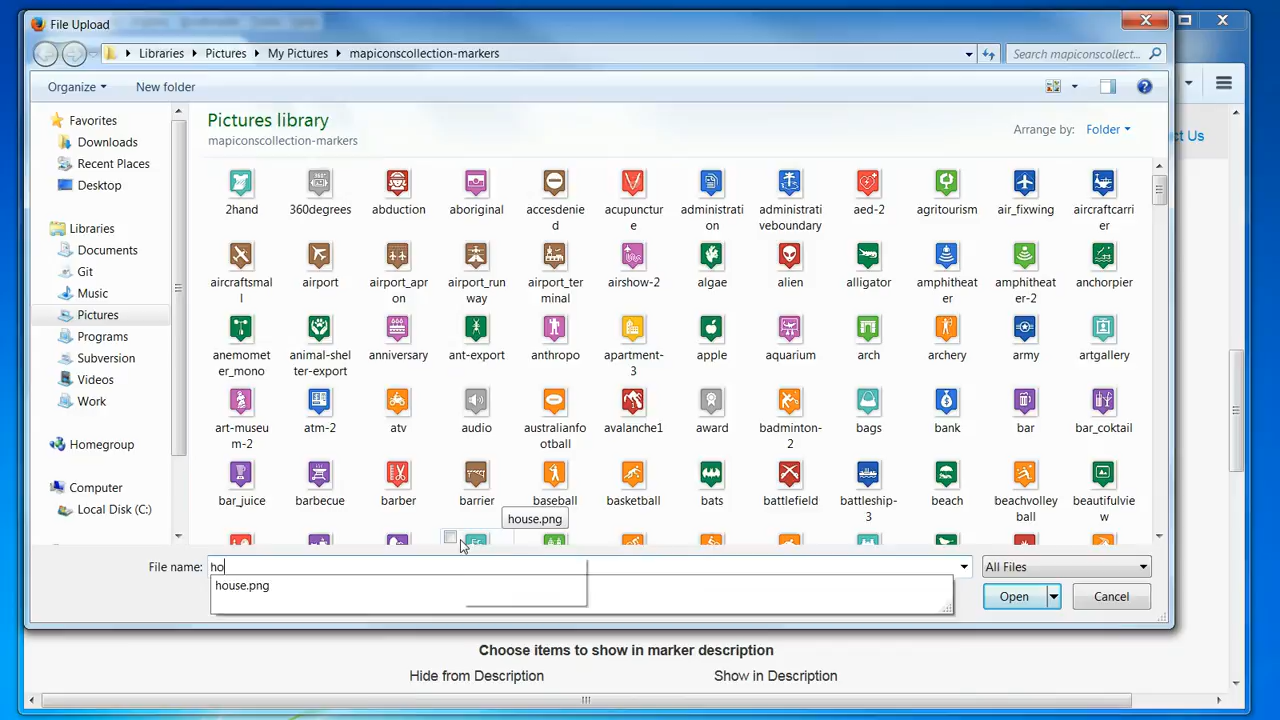 File Upload
Libraries Pictures My Pictures mapiconscollection-markers
Search mapiconscollect...
Organize New folder
Favorites
Downloads
Recent Places
Desktop
Libraries
Documents
Git
Music
Pictures
Programs
Subversion
Videos
Work
Homegroup
Computer
Local Disk (C:)
Pictures library
mapiconscollection-markers
Arrange by: Folder
ct Us
2hand 360degrees abduction aboriginal accesdenied acupuncture administration administrativeboundary aed-2 agritourism air_fixwing aircraftcarrier
aircraftsmall airport airport_apron airport_runway airport_terminal airshow-2 algae alien alligator amphitheater amphitheater-2 anchorpier
anemometer_mono animal-shelter-export anniversary ant-export anthropo apartment-3 apple aquarium arch archery army artgallery
art-museum-2 atm-2 atv audio australianfootball avalanche1 award badminton-2 bags bank bar bar_coktail
bar_juice barbecue barber barrier baseball basketball bats battlefield battleship-3 beach beachvolleyball beautifulview
house.png
File name: ho
All Files
house.png
Open Cancel
Choose items to show in marker description
Hide from Description Show in Description